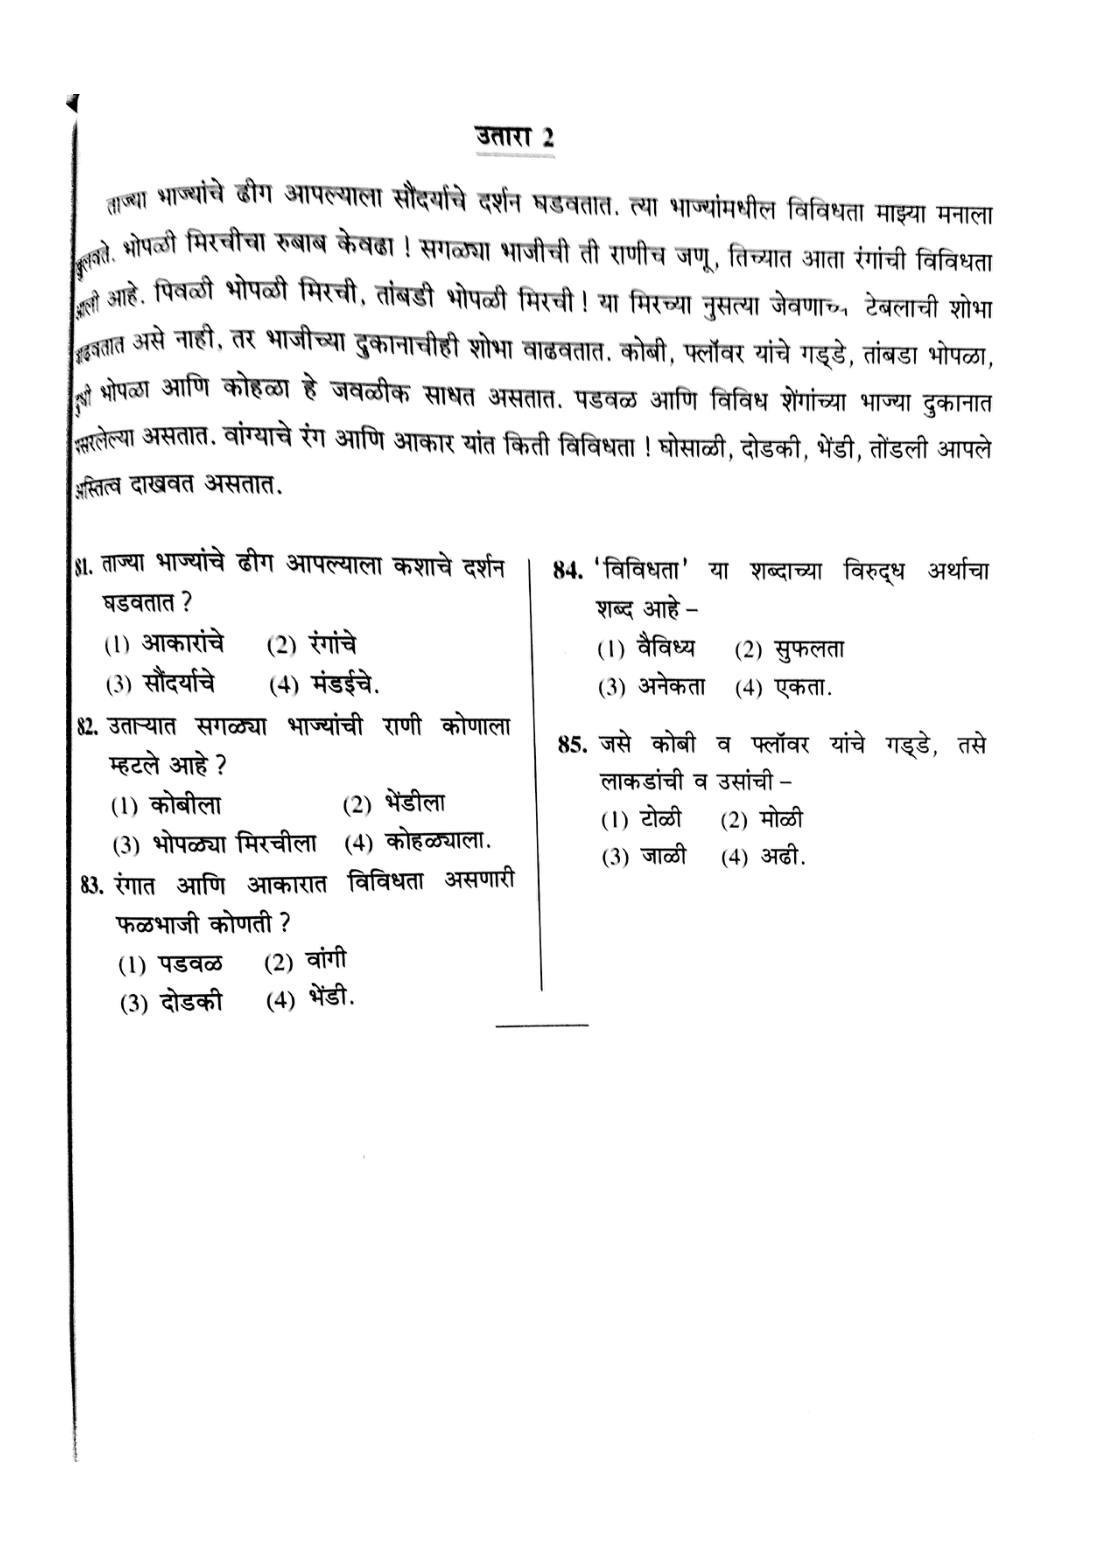 उतारा 2
ताज्या भाज्यांचे ढीग आपल्याला सौंदर्याचे दर्शन घडवतात. त्या भाज्यांमधील विविधता माझ्या मनाला
भोपळी मिरचीचा रुबाब केवढा ! सगळ्या भाजीची ती राणीच जणू, तिच्यात आता रंगांची विविधता
आली आहे. पिवळी भोपळी मिरची, तांबडी भोपळी मिरची ! या मिरच्या नुसत्या टेबलाची शोभा
वाढवतात असे नाही, तर भाजीच्या दुकानाचीही शोभा वाढवतात. कोबी, फ्लॉवर यांचे गड्डे, तांबडा भोपळा,
दुधी भोपळा आणि कोहळा हे जवळीक साधत असतात. पडवळ आणि विविध शेंगांच्या भाज्या दुकानात
असतात. वांग्याचे रंग आणि आकार यांत किती विविधता ! घोसाळी, दोडकी, भेंडी, तोंडली आपले
अस्तित्व दाखवत असतात.
81. ताज्या भाज्यांचे ढीग आपल्याला कशाचे दर्शन
घडवतात ?
(1) आकारांचे (2) रंगांचे
(3) सौंदर्याचे (4) मंडईचे.
82. उताऱ्यात सगळ्या भाज्यांची राणी कोणाला
म्हटले आहे ?
(1) कोबीला (2) भेंडीला
(3) भोपळ्या मिरचीला (4) कोहळ्याला.
83. रंगात आणि आकारात विविधता असणारी
फळभाजी कोणती ?
(1) पडवळ (2) वांगी
(3) दोडकी (4) भेंडी.
84. 'विविधता' या शब्दाच्या विरुद्ध अर्थाचा
शब्द आहे –
(1) वैविध्य (2) सुफलता
(3) अनेकता (4) एकता.
85. जसे कोबी व फ्लॉवर यांचे गड्डे, तसे
लाकडांची व उसांची –
(1) टोळी (2) मोळी
(3) जाळी (4) अढी.